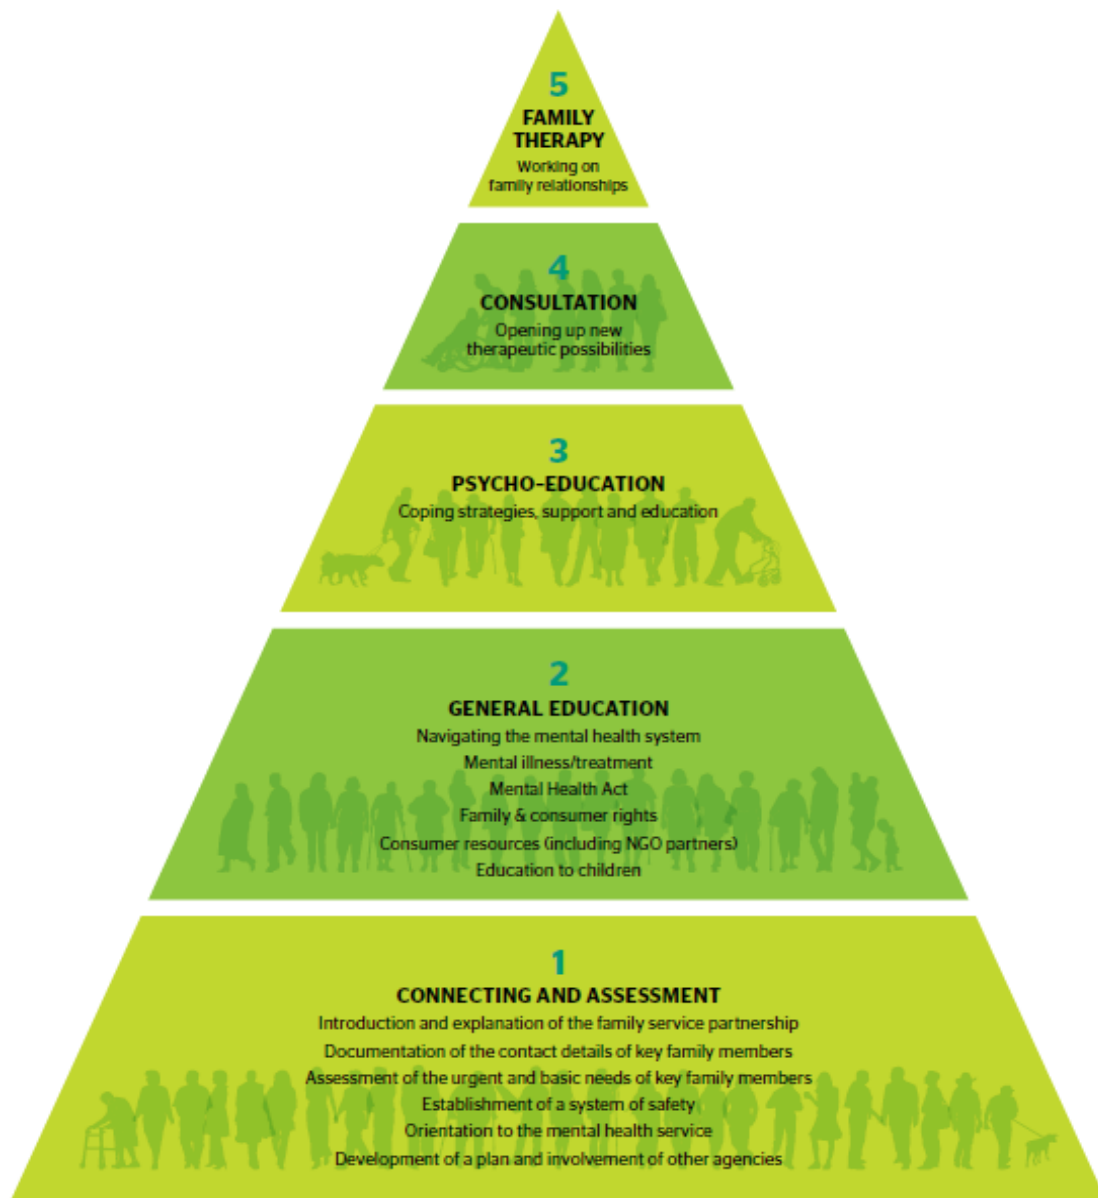 5
FAMILY
THERAPY
Working on
family relationships
4
CONSULTATION
Opening up new
therapeutic possibilities
3
PSYCHO-EDUCATION
Coping strategies, support and education
2
GENERAL EDUCATION
Navigating the mental health system
Mental illness/treatment
Mental Health Act
Family & consumer rights
Consumer resources (including NGO partners)
Education to children
1
CONNECTING AND ASSESSMENT
Introduction and explanation of the family service partnership
Documentation of the contact details of key family members
Assessment of the urgent and basic needs of key family members
Establishment of a system of safety
Orientation to the mental health service
Development of a plan and involvement of other agencies